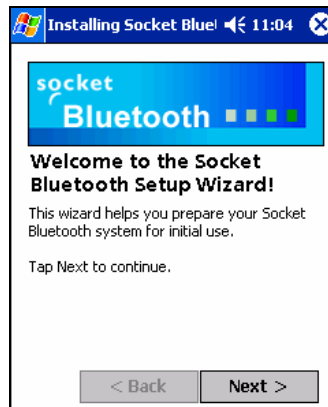 Installing Socket Bluet 11:04
socket
Bluetooth
Welcome to the Socket
Bluetooth Setup Wizard!
This wizard helps you prepare your Socket
Bluetooth system for initial use.
Tap Next to continue.
< Back Next >